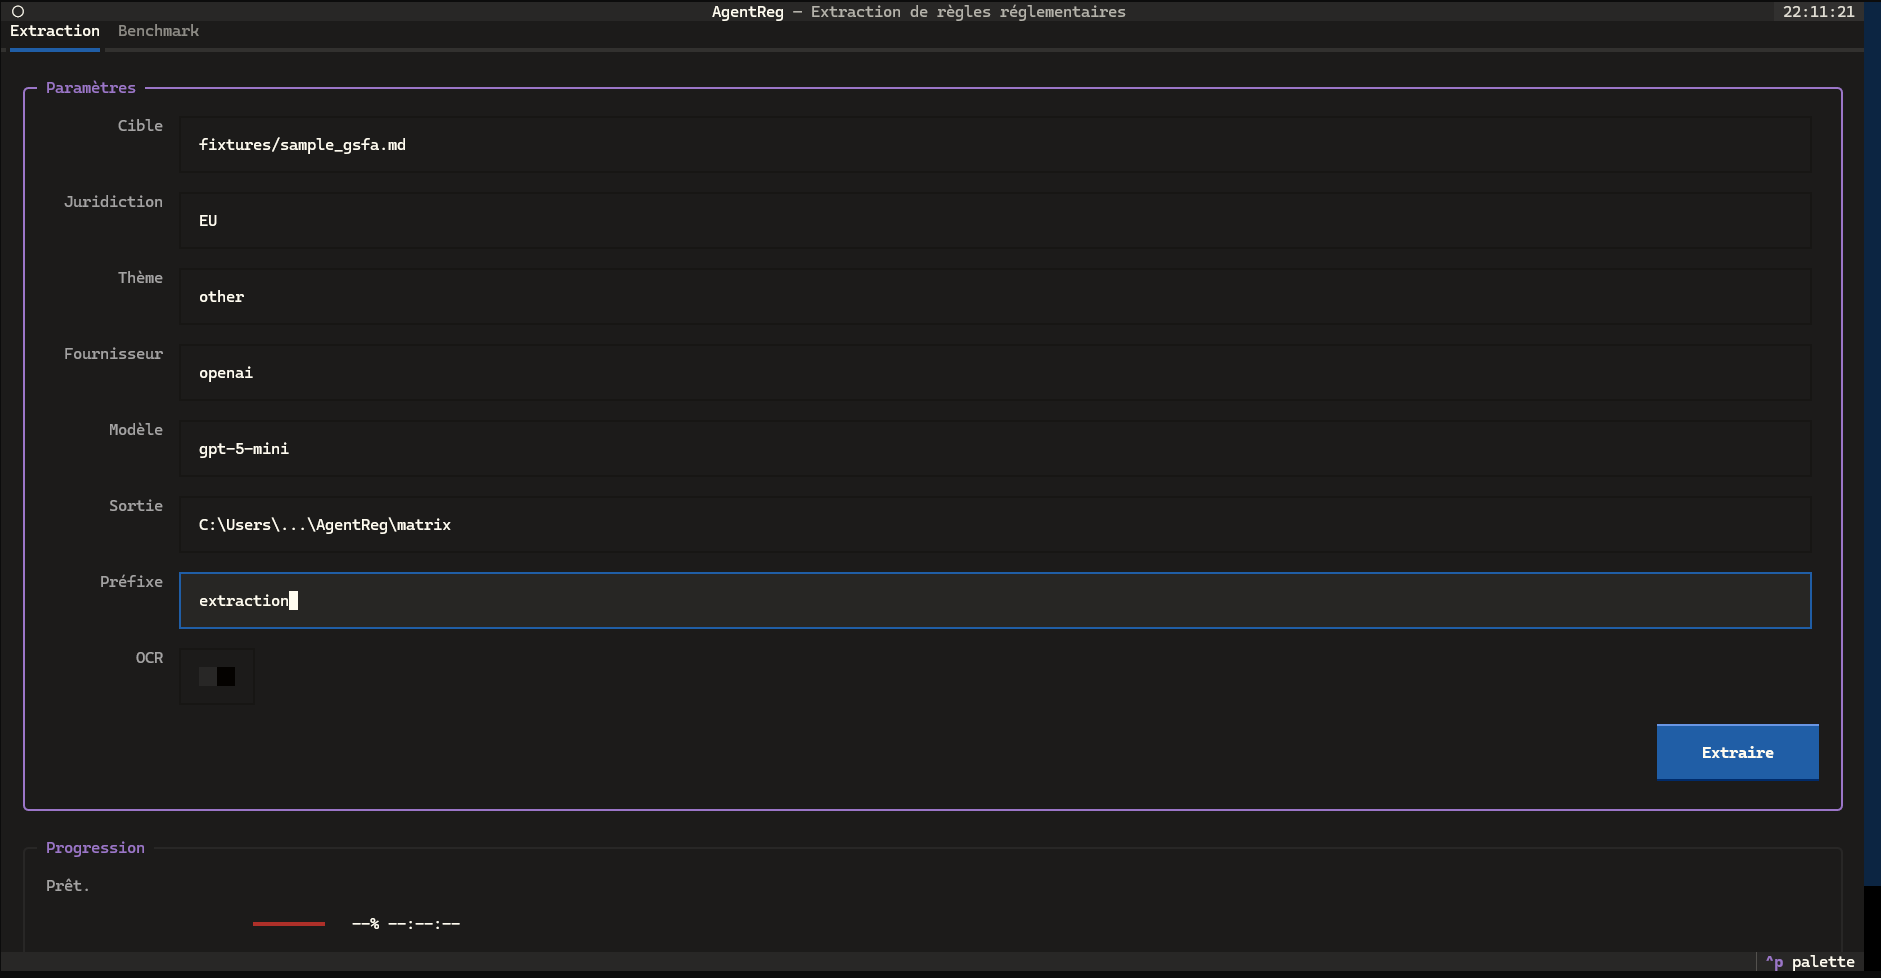 AgentReg — Extraction de règles réglementaires 22:11:21
Extraction Benchmark
Paramètres
Cible
fixtures/sample_gsfa.md
Juridiction
EU
Thème
other
Fournisseur
openai
Modèle
gpt-5-mini
Sortie
C:\Users\...\AgentReg\matrix
Préfixe
extraction
OCR
Extraire
Progression
Prêt.
--% --:--:--
^p palette